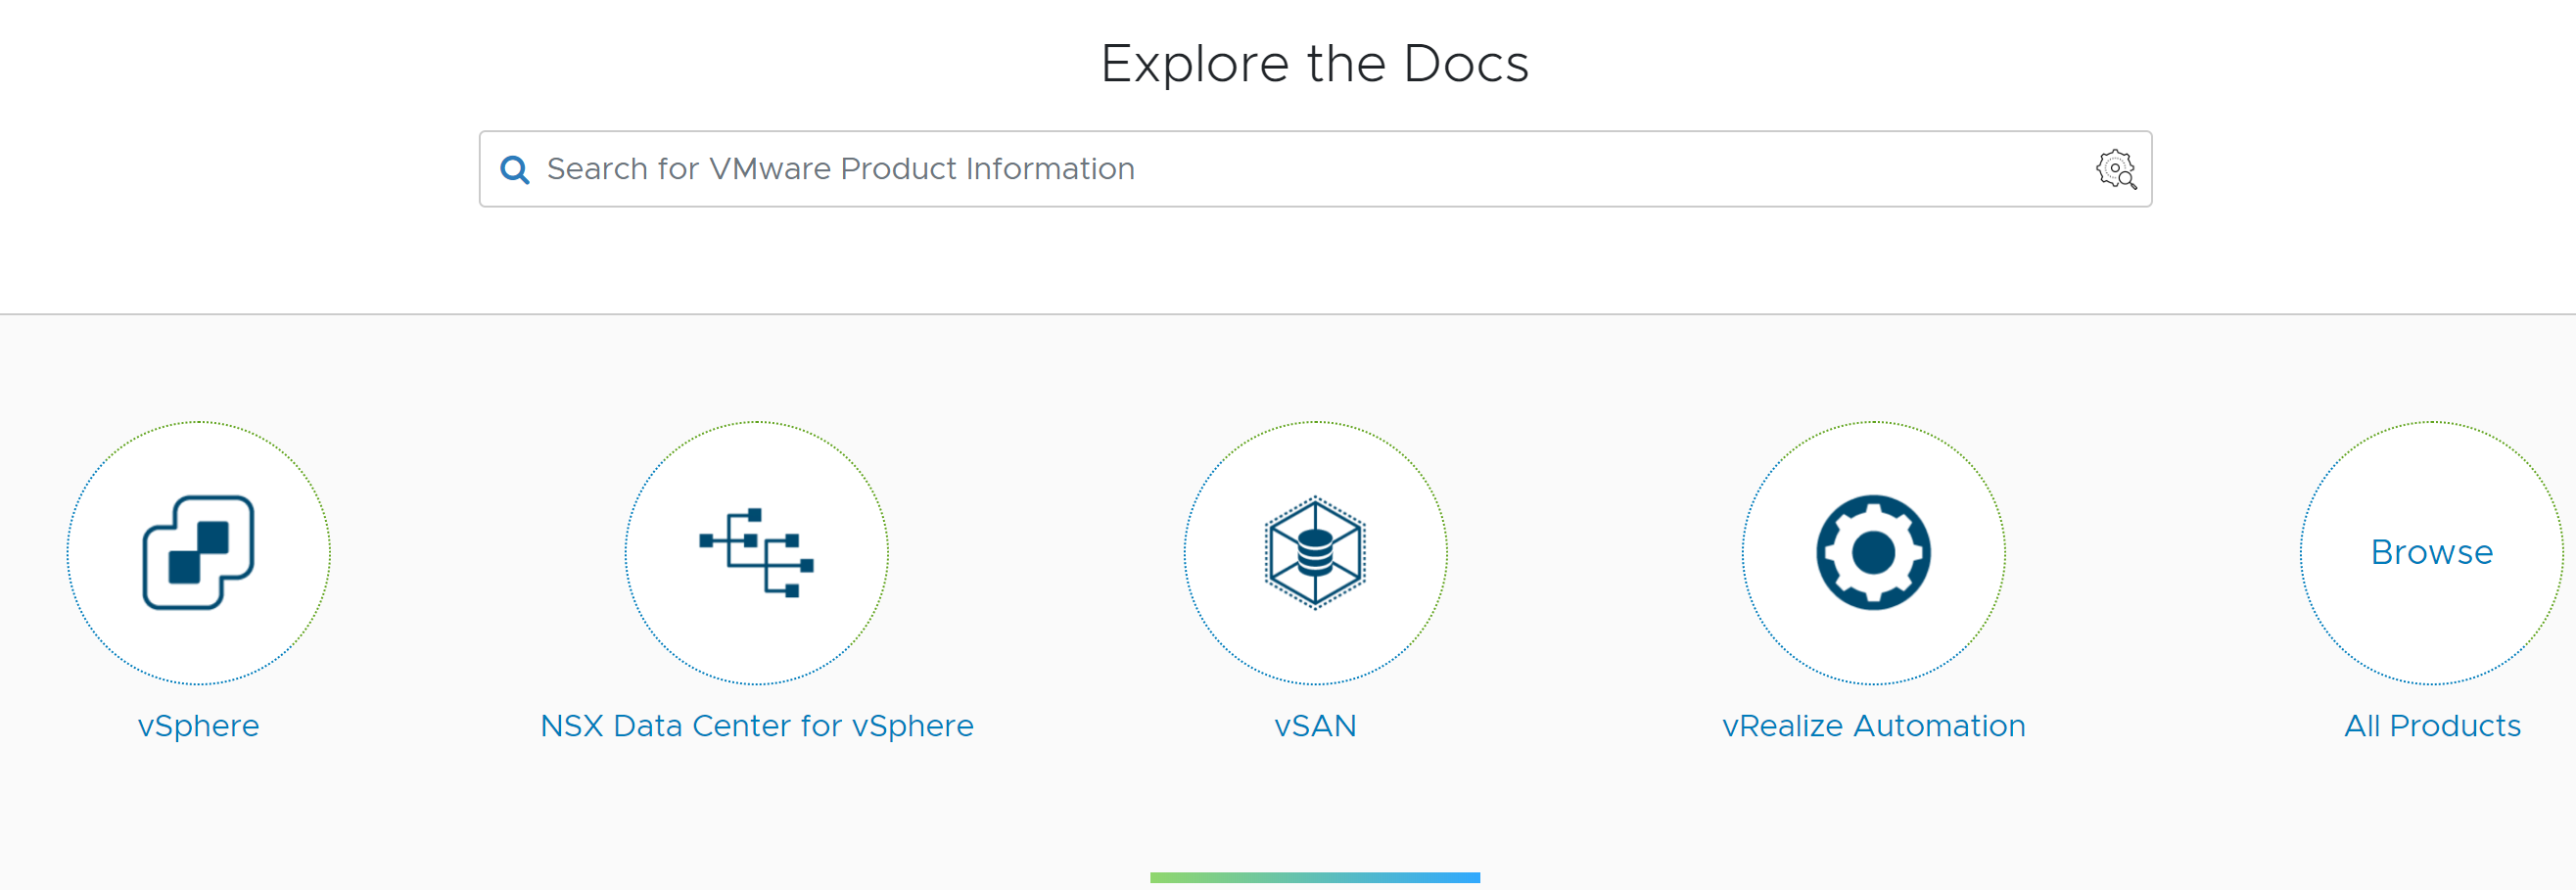 Explore the Docs
Search for VMware Product Information
Browse
vSphere
NSX Data Center for vSphere
vSAN
vRealize Automation
All Products